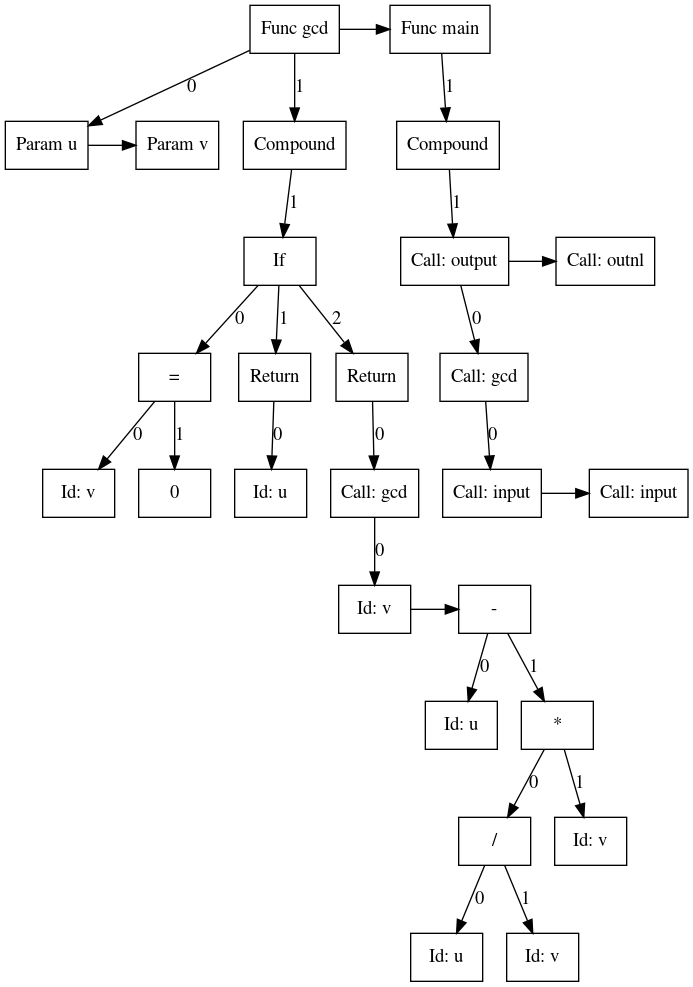 Func gcd
Func main
0
1
1
Param u
Param v
Compound
Compound
1
1
If
Call: output
Call: outnl
0
1
2
0
=
Return
Return
Call: gcd
0
1
0
0
0
Id: v
0
Id: u
Call: gcd
Call: input
Call: input
0
Id: v
-
0
1
Id: u
*
0
1
/
Id: v
0
1
Id: u
Id: v